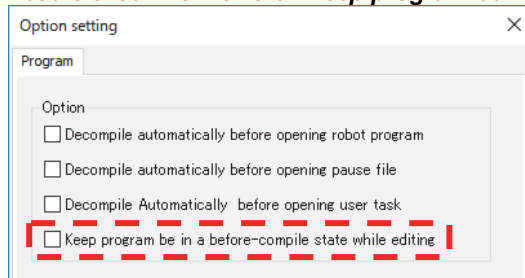 Option setting
Program
Option
Decompile automatically before opening robot program
Decompile automatically before opening pause file
Decompile Automatically before opening user task
Keep program be in a before-compile state while editing